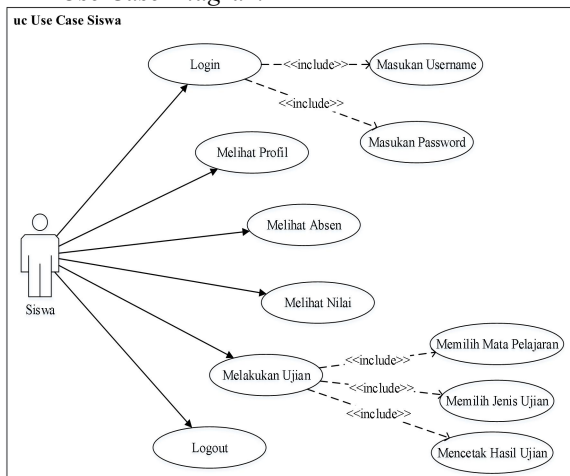 Use Case Diagram
uc Use Case Siswa
Login
<<include>>
Masukan Username
<<include>>
Masukan Password
Melihat Profil
Melihat Absen
Siswa
Melihat Nilai
Melakukan Ujian
<<include>>
Memilih Mata Pelajaran
<<include>>
Memilih Jenis Ujian
<<include>>
Mencetak Hasil Ujian
Logout